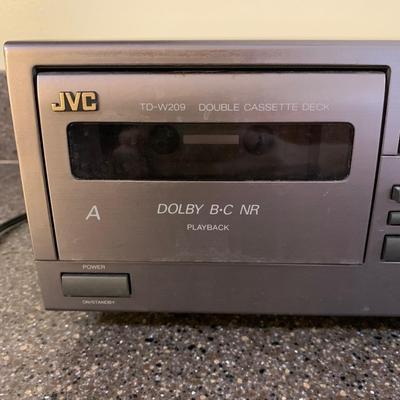 JVC
TD-W209 DOUBLE CASSETTE DECK
A
DOLBY B·C NR
PLAYBACK
POWER
ON/STANDBY